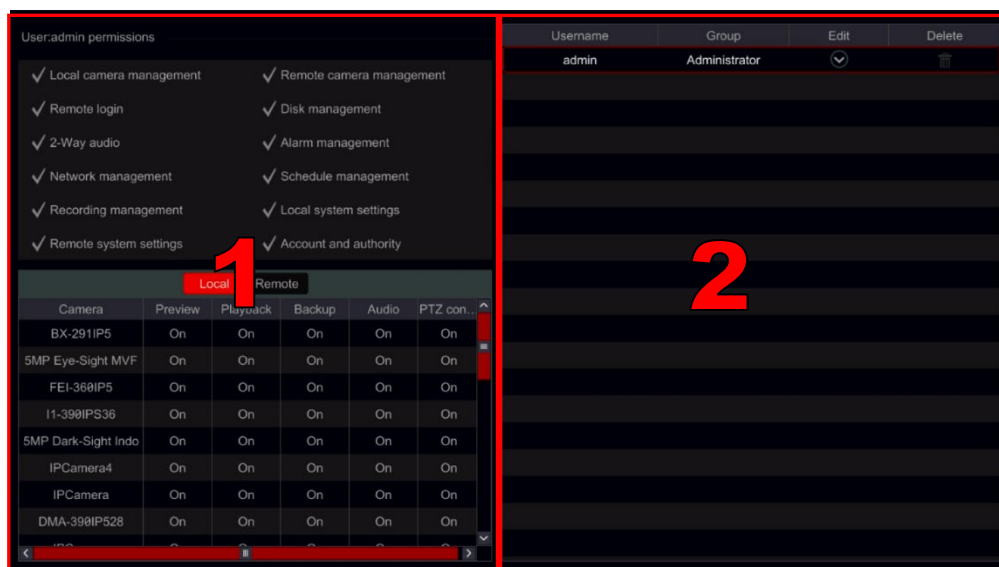 User:admin permissions
Local camera management Remote camera management
Remote login Disk management
2-Way audio Alarm management
Network management Schedule management
Recording management Local system settings
Remote system settings Account and authority
1
Local Remote
Camera Preview Playback Backup Audio PTZ con...
BX-291IP5 On On On On On
5MP Eye-Sight MVF On On On On On
FEI-360IP5 On On On On On
I1-390IPS36 On On On On On
5MP Dark-Sight Indo On On On On On
IPCamera4 On On On On On
IPCamera On On On On On
DMA-390IP528 On On On On On
Username Group Edit Delete
admin Administrator
2